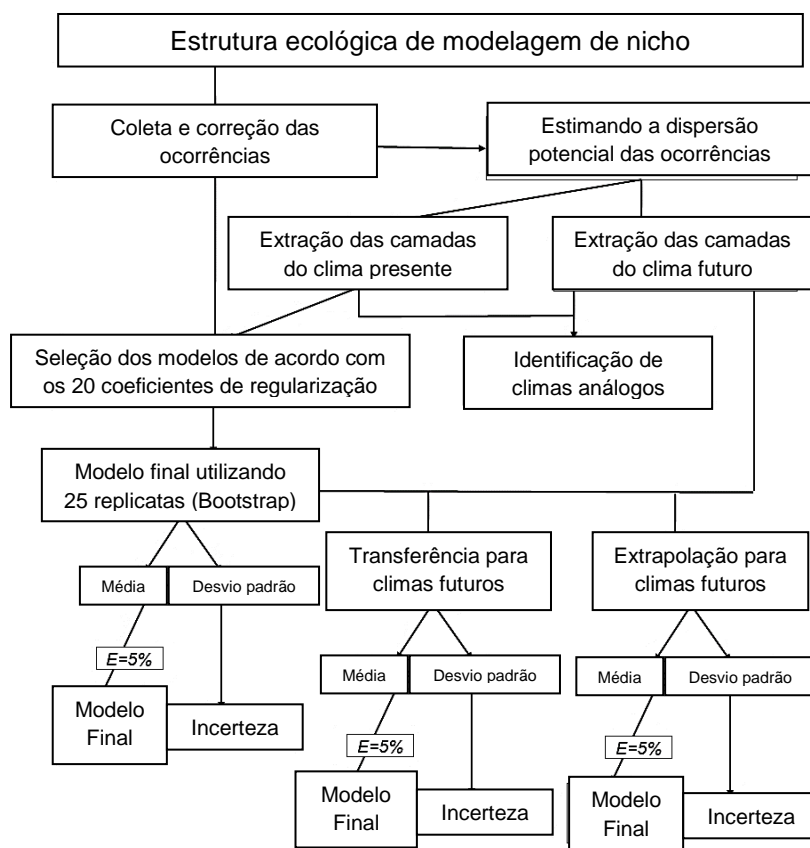 Estrutura ecológica de modelagem de nicho
Coleta e correção das
ocorrências
Estimando a dispersão
potencial das ocorrências
Extração das camadas
do clima presente
Extração das camadas
do clima futuro
Seleção dos modelos de acordo com
os 20 coeficientes de regularização
Identificação de
climas análogos
Modelo final utilizando
25 replicatas (Bootstrap)
Transferência para
climas futuros
Extrapolação para
climas futuros
Média
Desvio padrão
E=5%
Modelo
Final
Incerteza
Média
Desvio padrão
E=5%
Modelo
Final
Incerteza
Média
Desvio padrão
E=5%
Modelo
Final
Incerteza